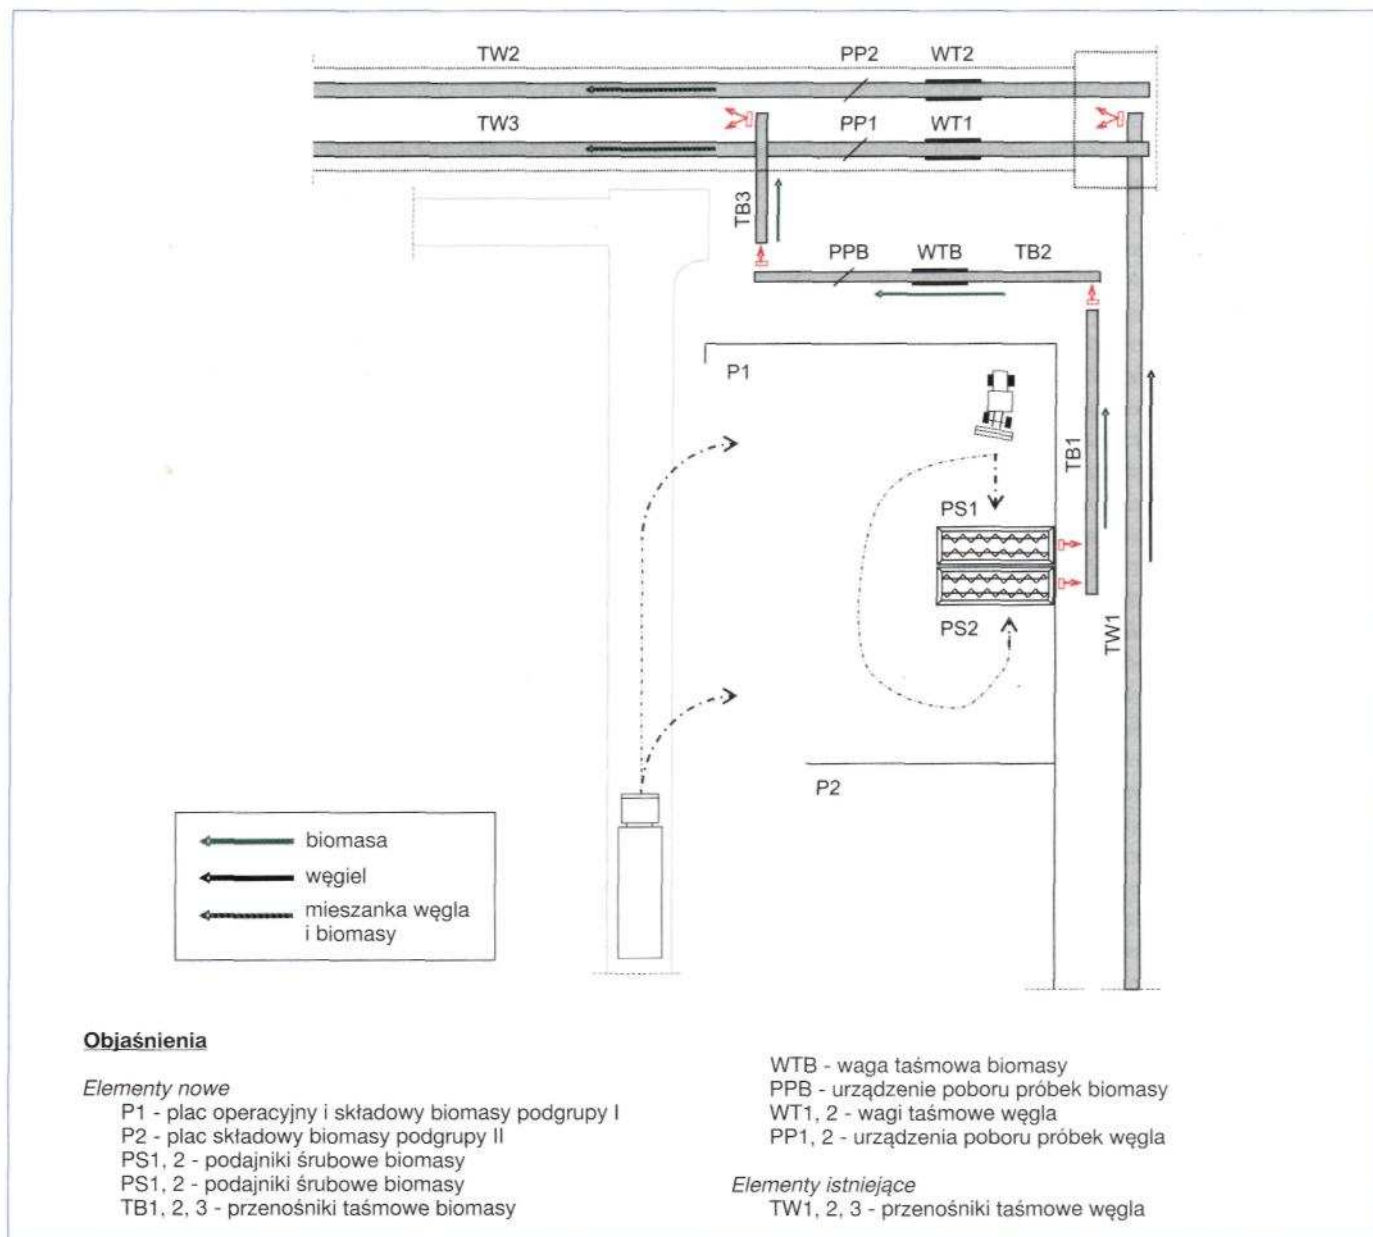 TW2
PP2
WT2
TW3
PP1
WT1
TB3
PPB
WTB
TB2
P1
TB1
PS1
PS2
TW1
P2
biomasa
węgiel
mieszanka węgla
i biomasy
Objaśnienia
Elementy nowe
P1 - plac operacyjny i składowy biomasy podgrupy I
P2 - plac składowy biomasy podgrupy II
PS1, 2 - podajniki śrubowe biomasy
PS1, 2 - podajniki śrubowe biomasy
TB1, 2, 3 - przenośniki taśmowe biomasy
WTB - waga taśmowa biomasy
PPB - urządzenie poboru próbek biomasy
WT1, 2 - wagi taśmowe węgla
PP1, 2 - urządzenia poboru próbek węgla
Elementy istniejące
TW1, 2, 3 - przenośniki taśmowe węgla